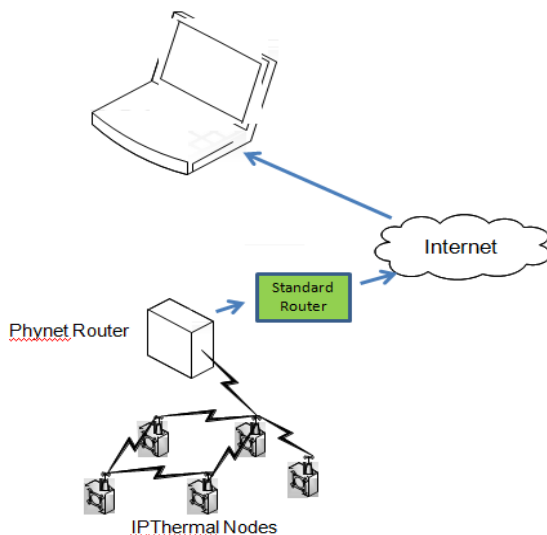 Internet
Standard
Router
Phynet Router
IPThermal Nodes